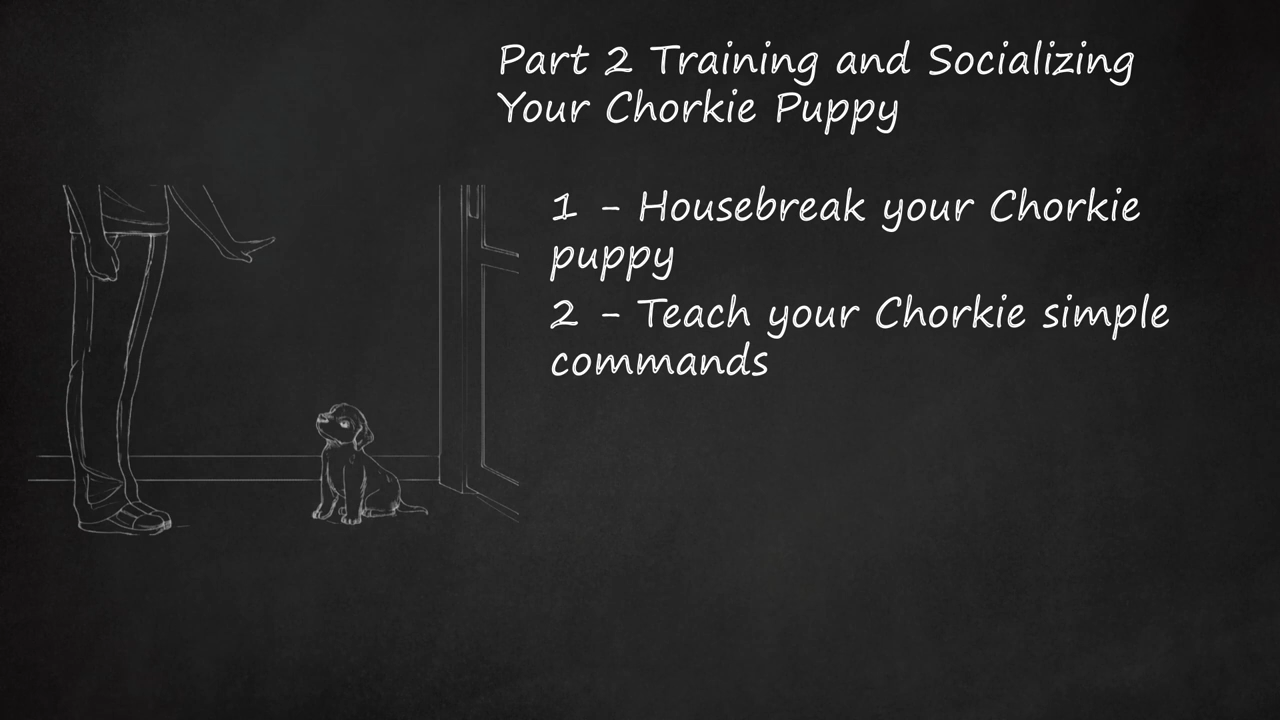 Part 2 Training and Socializing
Your Chorkie Puppy
1 - Housebreak your Chorkie
puppy
2 - Teach your Chorkie simple
commands